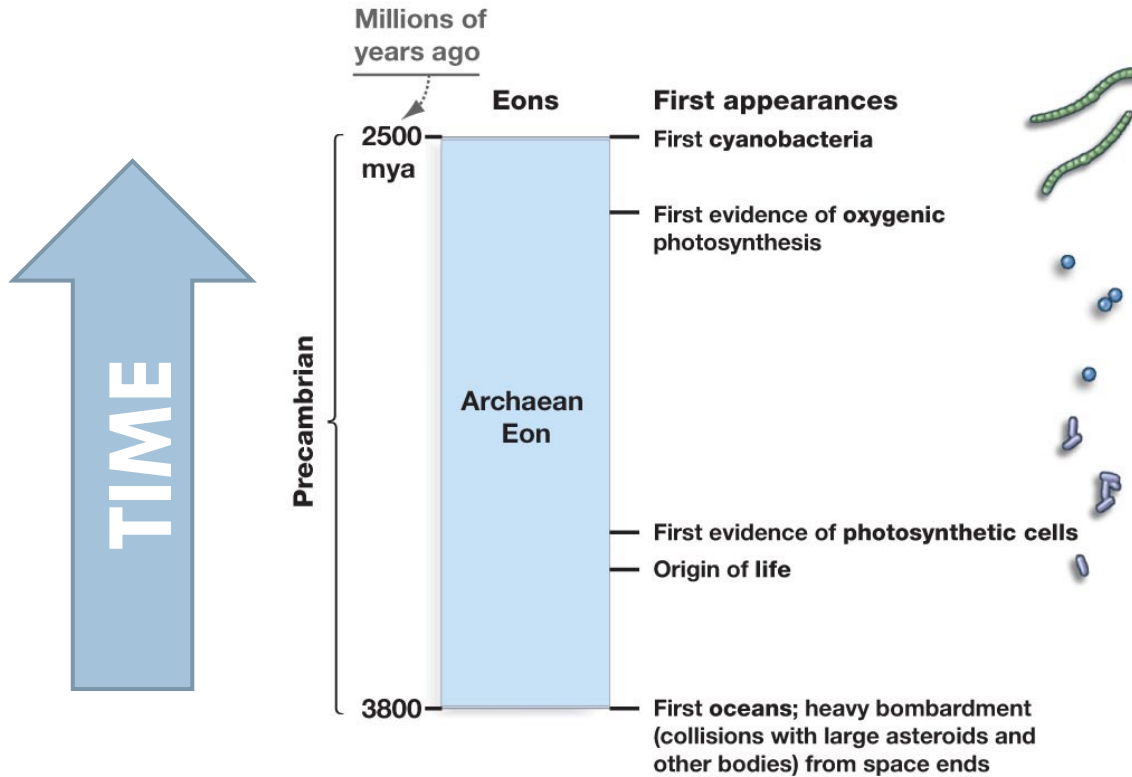 Millions of
years ago
Eons
First appearances
2500
mya
First cyanobacteria
First evidence of oxygenic
photosynthesis
TIME
Precambrian
Archaean
Eon
First evidence of photosynthetic cells
Origin of life
3800
First oceans; heavy bombardment
(collisions with large asteroids and
other bodies) from space ends